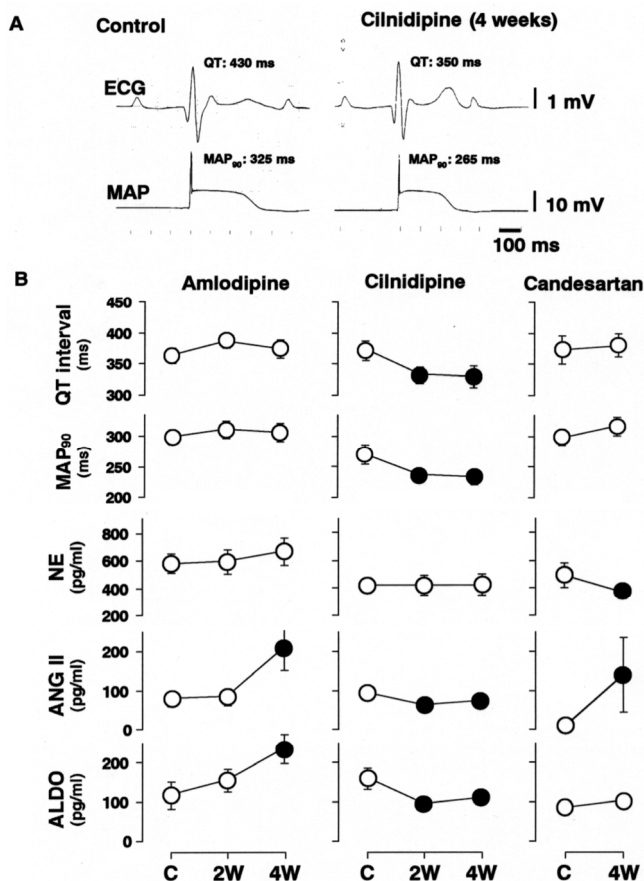 A
Control
Cilnidipine (4 weeks)
QT: 430 ms
QT: 350 ms
ECG
1 mV
MAP90: 325 ms
MAP90: 265 ms
MAP
10 mV
100 ms
B
Amlodipine
Cilnidipine
Candesartan
QT interval
(ms)
450
400
350
300
MAP90
(ms)
300
250
200
NE
(pg/ml)
800
600
400
200
ANG II
(pg/ml)
200
100
0
ALDO
(pg/ml)
200
100
0
C 2W 4W
C 2W 4W
C 4W